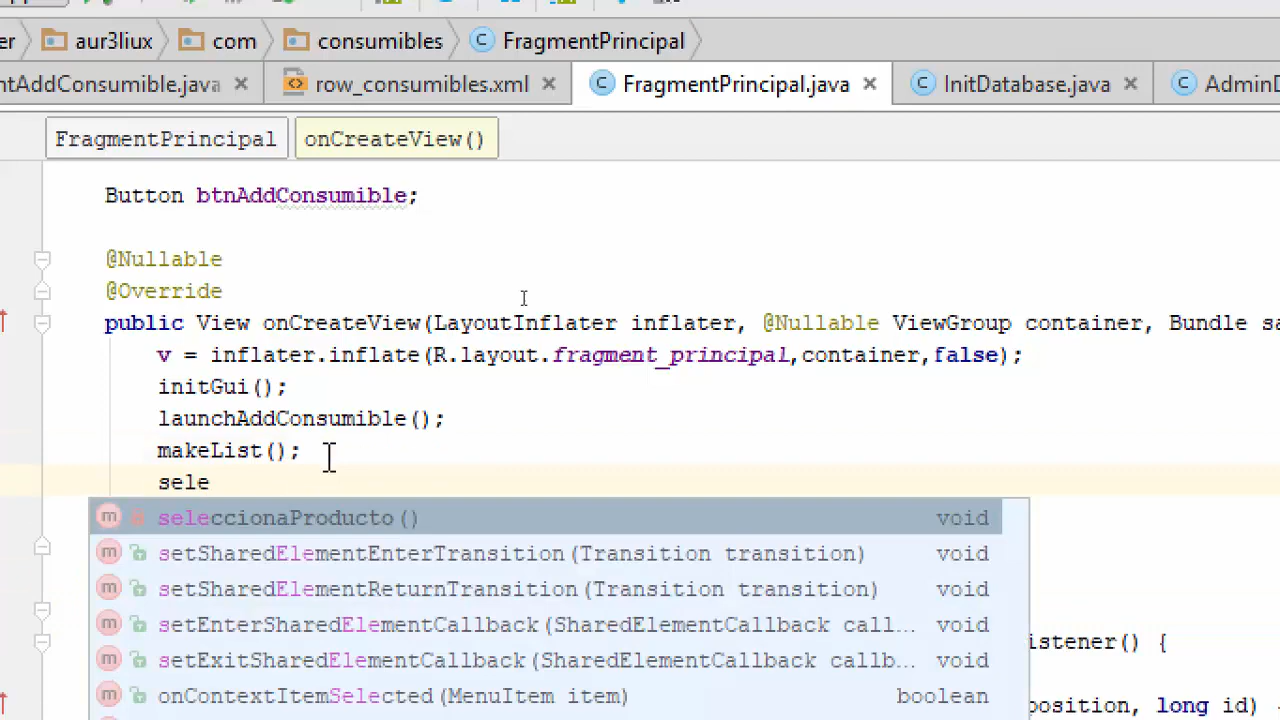 er aur3liux com consumibles FragmentPrincipal
ntAddConsumible.java row_consumibles.xml FragmentPrincipal.java InitDatabase.java AdminD
FragmentPrincipal onCreateView()
Button btnAddConsumible;
@Nullable
@Override
public View onCreateView(LayoutInflater inflater, @Nullable ViewGroup container, Bundle sa
v = inflater.inflate(R.layout.fragment_principal,container,false);
initGui();
launchAddConsumible();
makeList();
sele
seleccionaProducto() void
setSharedElementEnterTransition(Transition transition) void
setSharedElementReturnTransition(Transition transition) void
setEnterSharedElementCallback(SharedElementCallback call... void
istener() {
setExitSharedElementCallback(SharedElementCallback callb... void
onContextItemSelected(MenuItem item) boolean
osition, long id)